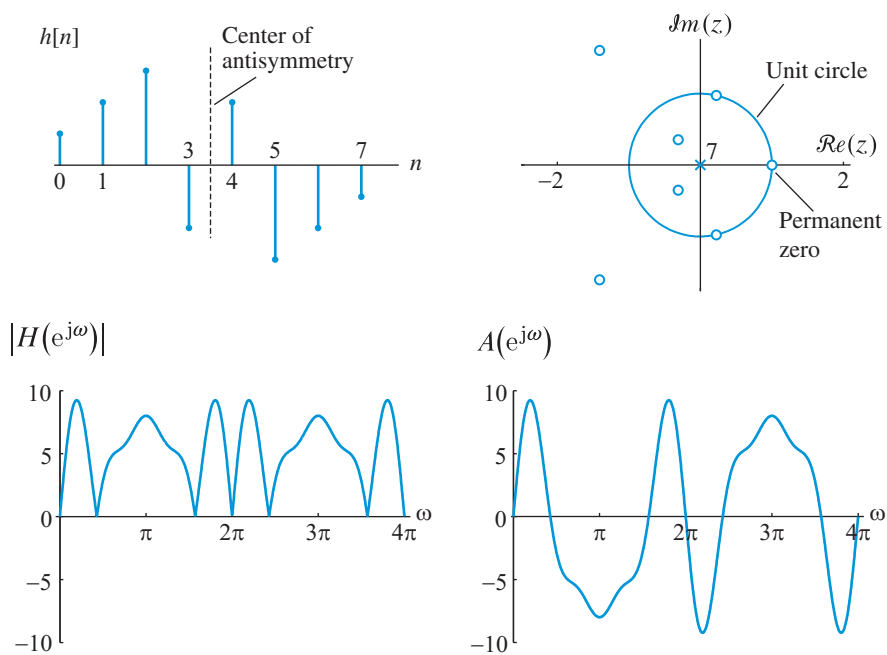 h[n]
Center of
antisymmetry
3
5
7
n
0
1
4
ℐm(z)
Unit circle
7
ℛe(z)
−2
2
Permanent
zero
|H(e^jω)|
10
5
0
−5
−10
π
2π
3π
4π
ω
A(e^jω)
10
5
0
−5
−10
π
2π
3π
4π
ω